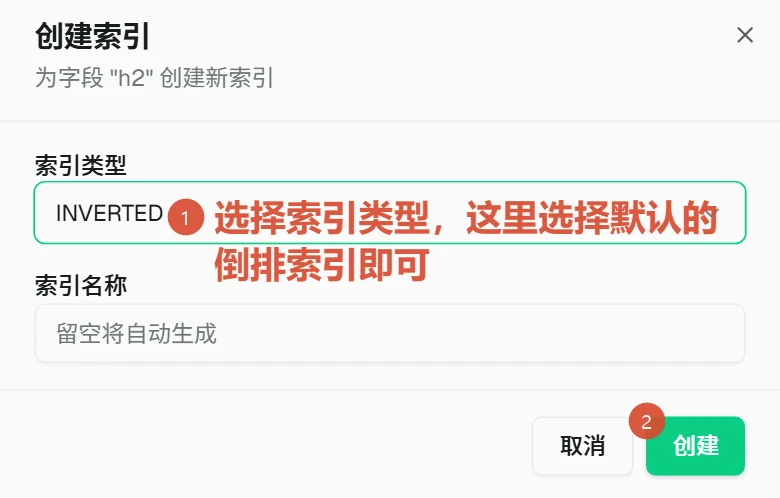 创建索引
为字段 "h2" 创建新索引
索引类型
INVERTED 1 选择索引类型，这里选择默认的
倒排索引即可
索引名称
留空将自动生成
取消
2
创建